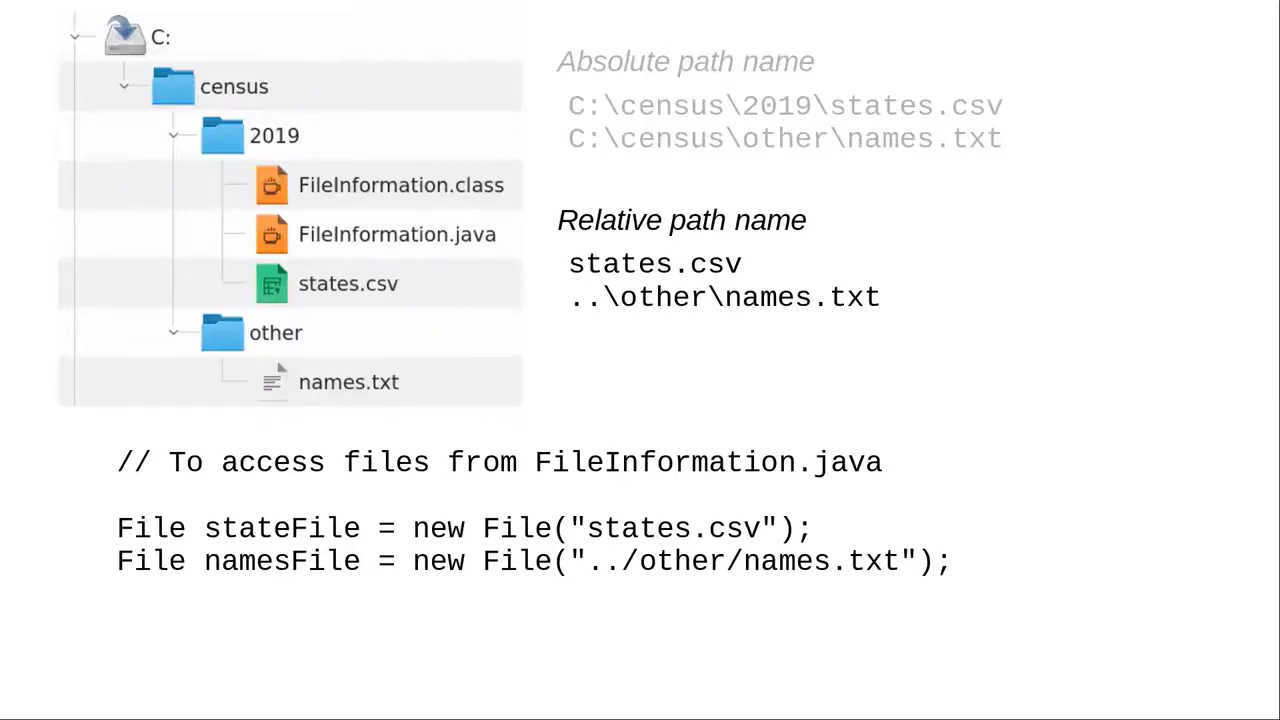 C:
census
2019
FileInformation.class
FileInformation.java
states.csv
other
names.txt
Absolute path name
C:\census\2019\states.csv
C:\census\other\names.txt
Relative path name
states.csv
..\other\names.txt
// To access files from FileInformation.java
File stateFile = new File("states.csv");
File namesFile = new File("../other/names.txt");